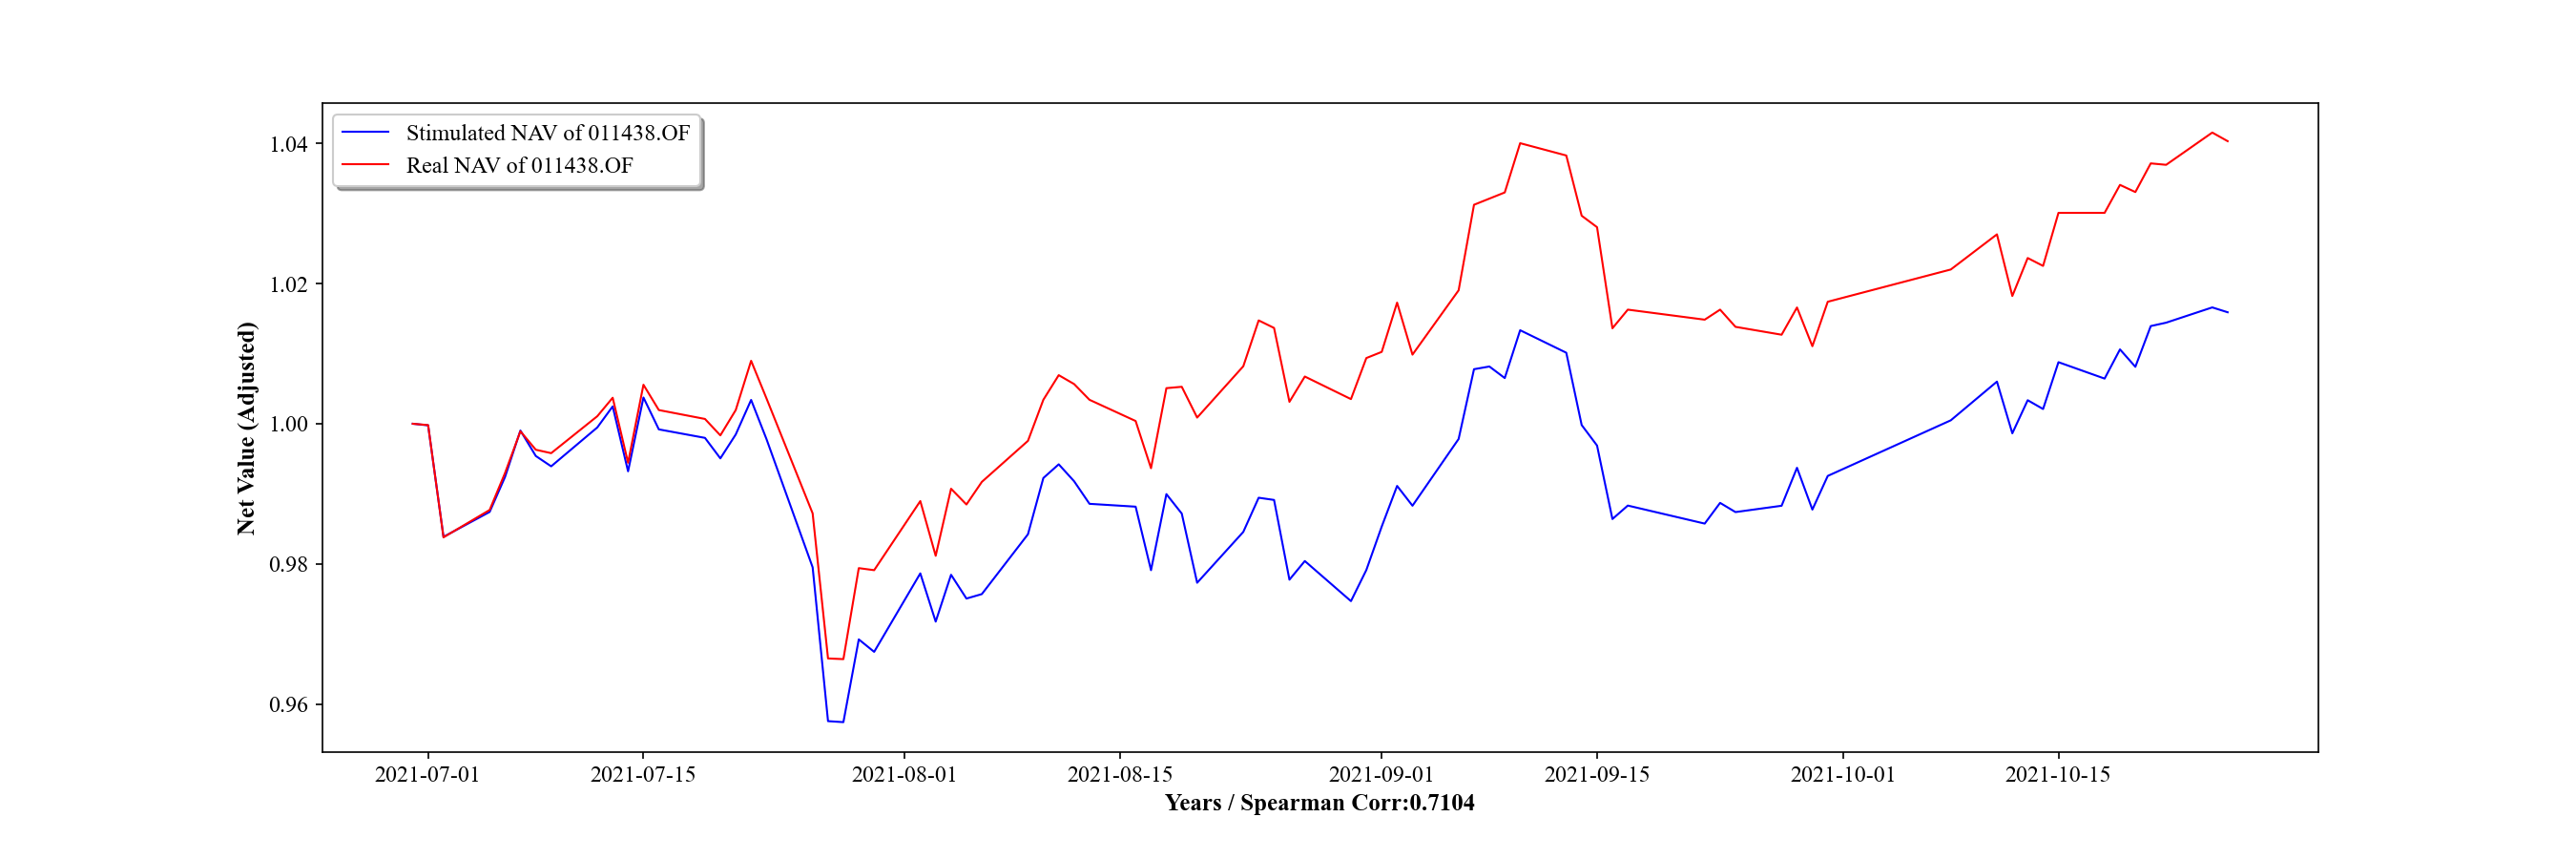 Stimulated NAV of 011438.OF
Real NAV of 011438.OF
1.04
1.02
1.00
0.98
0.96
Net Value (Adjusted)
2021-07-01 2021-07-15 2021-08-01 2021-08-15 2021-09-01 2021-09-15 2021-10-01 2021-10-15
Years / Spearman Corr:0.7104